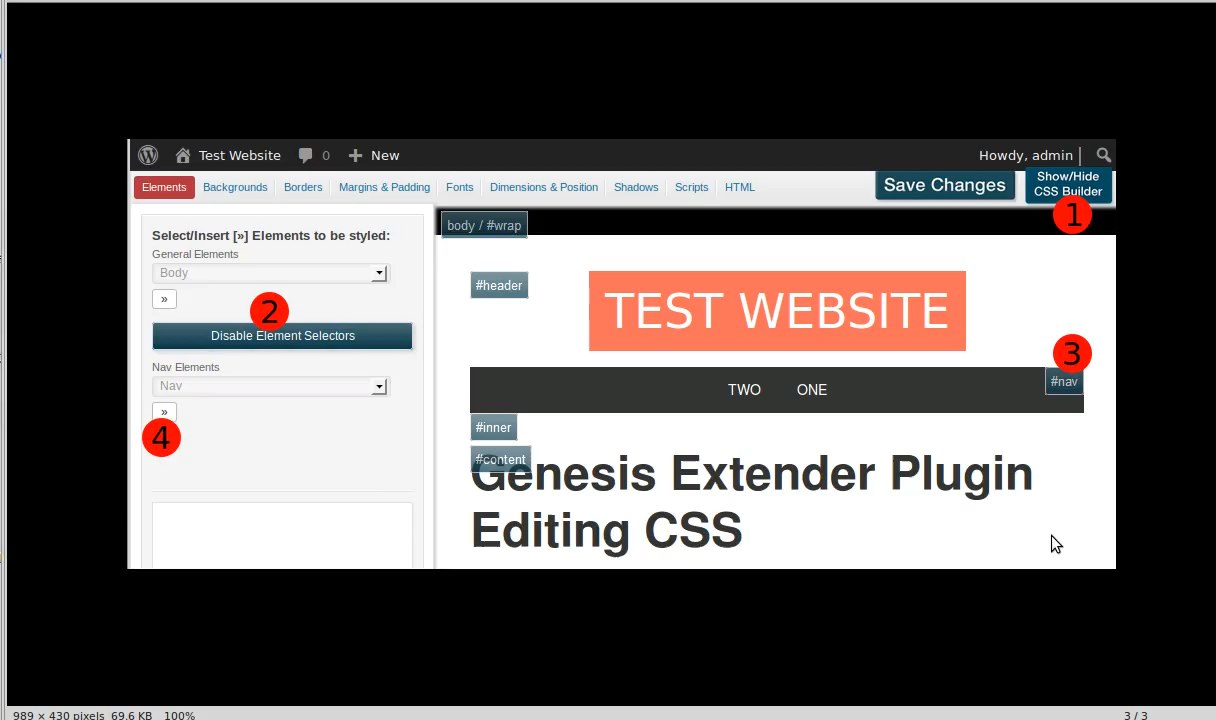 Test Website 0 New Howdy, admin
Elements Backgrounds Borders Margins & Padding Fonts Dimensions & Position Shadows Scripts HTML Save Changes Show/Hide
CSS Builder
1
body / #wrap
Select/Insert [»] Elements to be styled:
General Elements
Body
»
2
Disable Element Selectors
Nav Elements
Nav
»
4
#header
TEST WEBSITE
3
#nav
TWO ONE
#inner
#content
Genesis Extender Plugin
Editing CSS
989 × 430 pixels 69.6 KB 100% 3 / 3